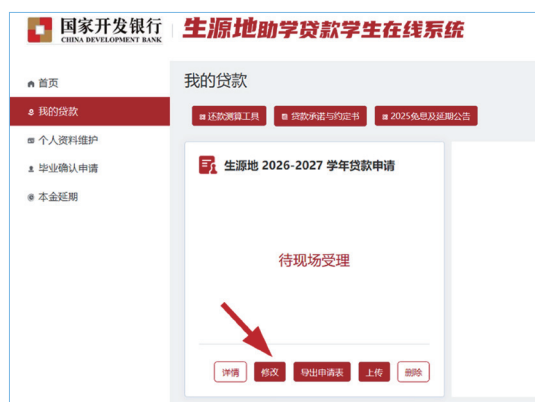 国家开发银行
CHINA DEVELOPMENT BANK
生源地助学贷款学生在线系统
首页
我的贷款
个人资料维护
毕业确认申请
本金延期
我的贷款
还款测算工具 贷款承诺与约定书 2025免息及延期公告
生源地 2026-2027 学年贷款申请
待现场受理
详情 修改 导出申请表 上传 删除